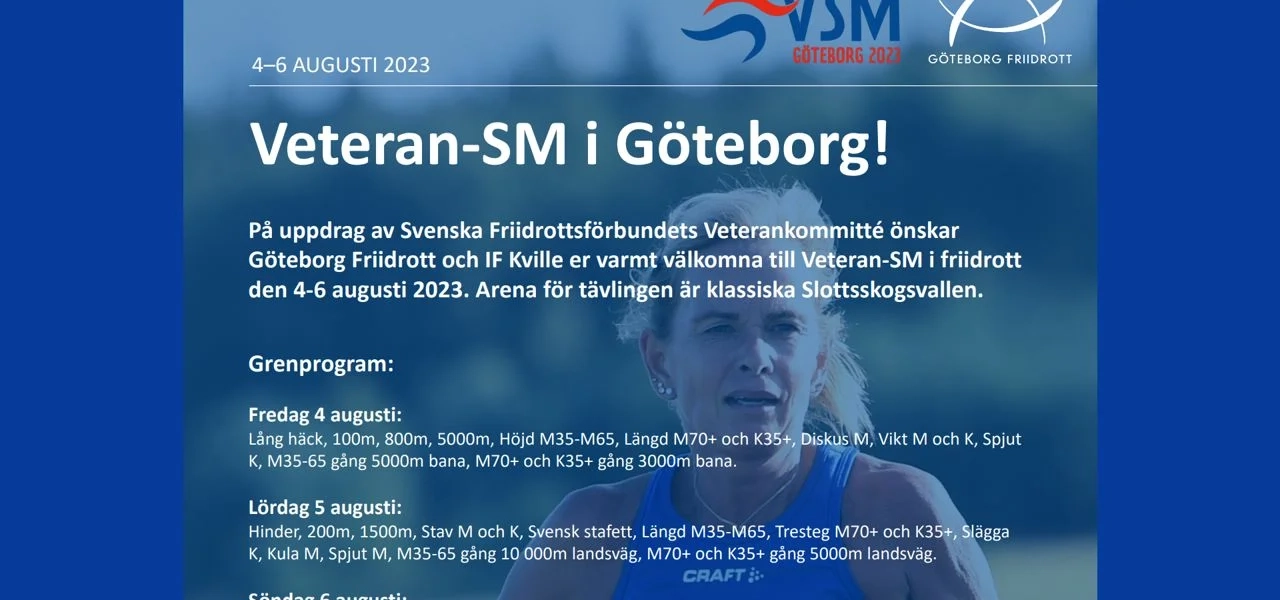 VSM
GÖTEBORG 2023
GÖTEBORG FRIIDROTT
4–6 AUGUSTI 2023
Veteran-SM i Göteborg!
På uppdrag av Svenska Friidrottsförbundets Veterankommitté önskar
Göteborg Friidrott och IF Kville er varmt välkomna till Veteran-SM i friidrott
den 4-6 augusti 2023. Arena för tävlingen är klassiska Slottsskogsvallen.
Grenprogram:
Fredag 4 augusti:
Lång häck, 100m, 800m, 5000m, Höjd M35-M65, Längd M70+ och K35+, Diskus M, Vikt M och K, Spjut
K, M35-65 gång 5000m bana, M70+ och K35+ gång 3000m bana.
Lördag 5 augusti:
Hinder, 200m, 1500m, Stav M och K, Svensk stafett, Längd M35-M65, Tresteg M70+ och K35+, Slägga
K, Kula M, Spjut M, M35-65 gång 10 000m landsväg, M70+ och K35+ gång 5000m landsväg.
CRAFT
Söndag 6 augusti: